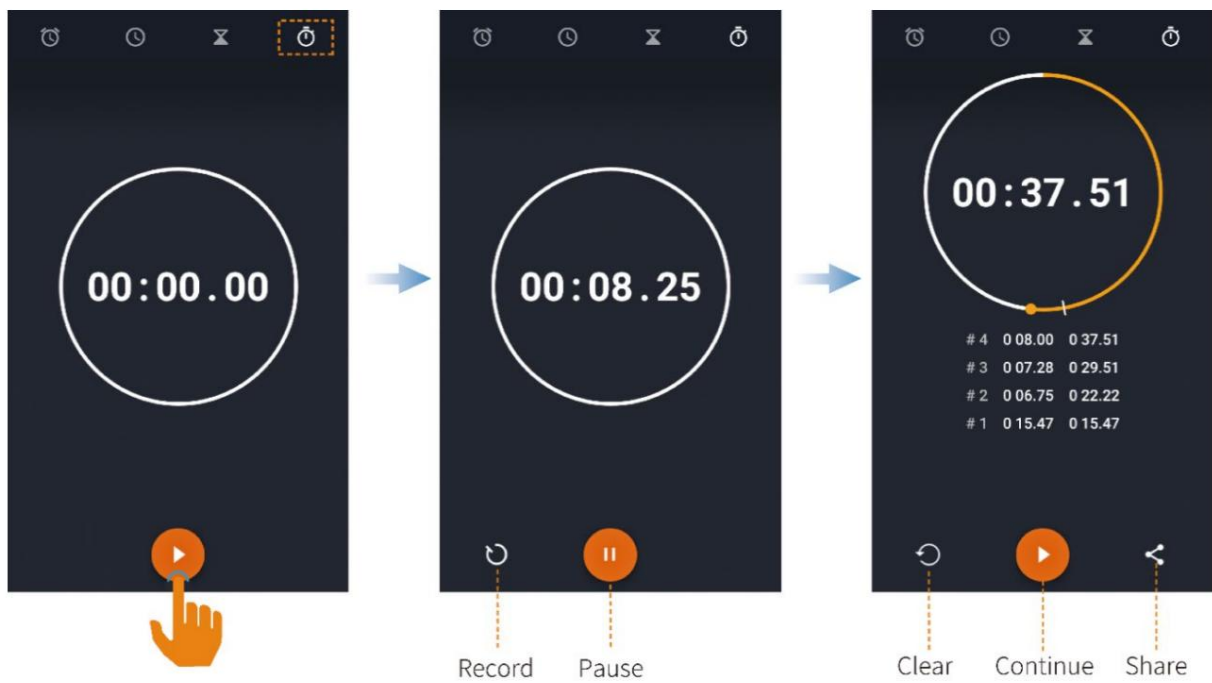 00:00.00
00:08.25
Record Pause
00:37.51
# 4 0 08.00 0 37.51
# 3 0 07.28 0 29.51
# 2 0 06.75 0 22.22
# 1 0 15.47 0 15.47
Clear Continue Share